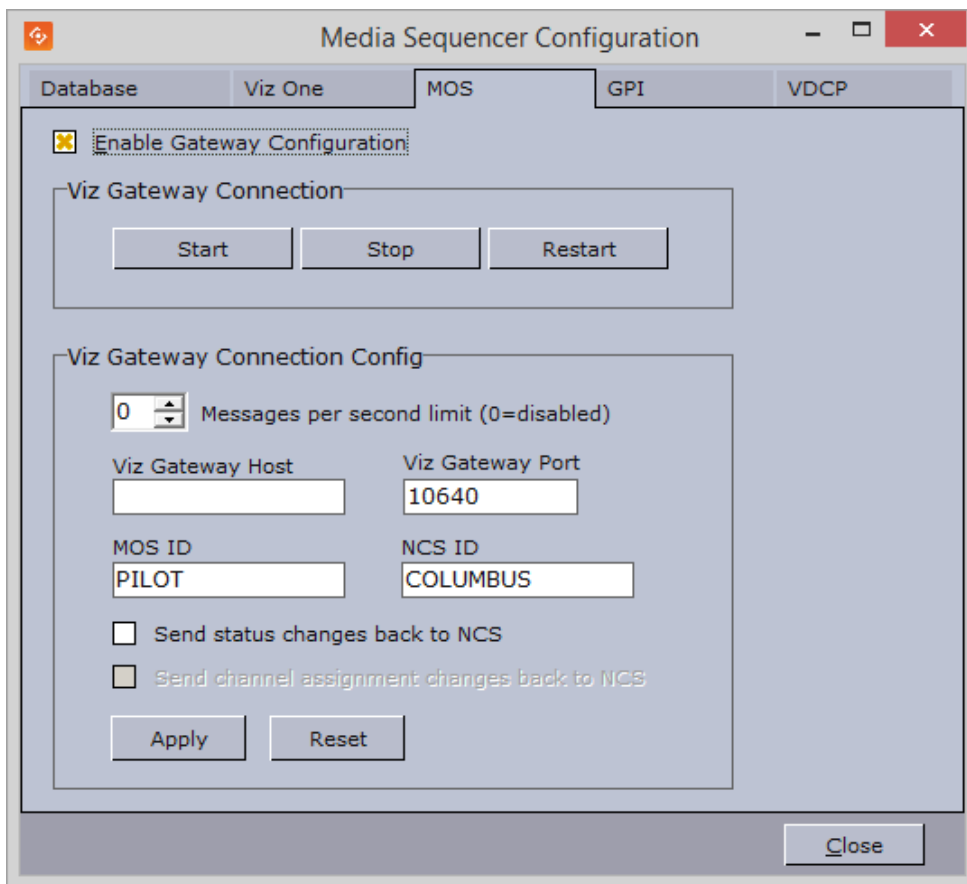 Media Sequencer Configuration
Database Viz One MOS GPI VDCP
Enable Gateway Configuration
Viz Gateway Connection
Start Stop Restart
Viz Gateway Connection Config
0 Messages per second limit (0=disabled)
Viz Gateway Host Viz Gateway Port
10640
MOS ID NCS ID
PILOT COLUMBUS
Send status changes back to NCS
Send channel assignment changes back to NCS
Apply Reset
Close